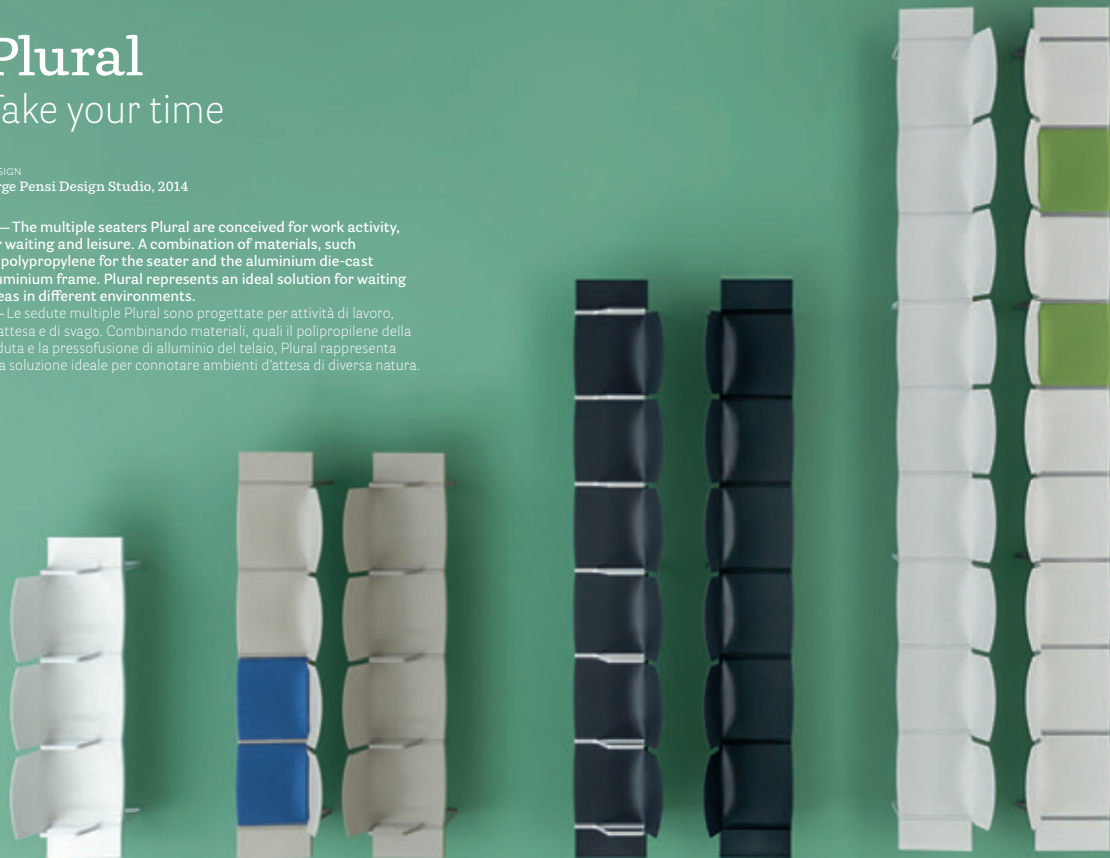 Plural
Take your time
SIGN
rge Pensi Design Studio, 2014
— The multiple seaters Plural are conceived for work activity,
r waiting and leisure. A combination of materials, such
polypropylene for the seater and the aluminium die-cast
uminium frame. Plural represents an ideal solution for waiting
eas in different environments.
– Le sedute multiple Plural sono progettate per attività di lavoro,
attesa e di svago. Combinando materiali, quali il polipropilene della
duta e la pressofusione di alluminio del telaio, Plural rappresenta
a soluzione ideale per connotare ambienti d'attesa di diversa natura.